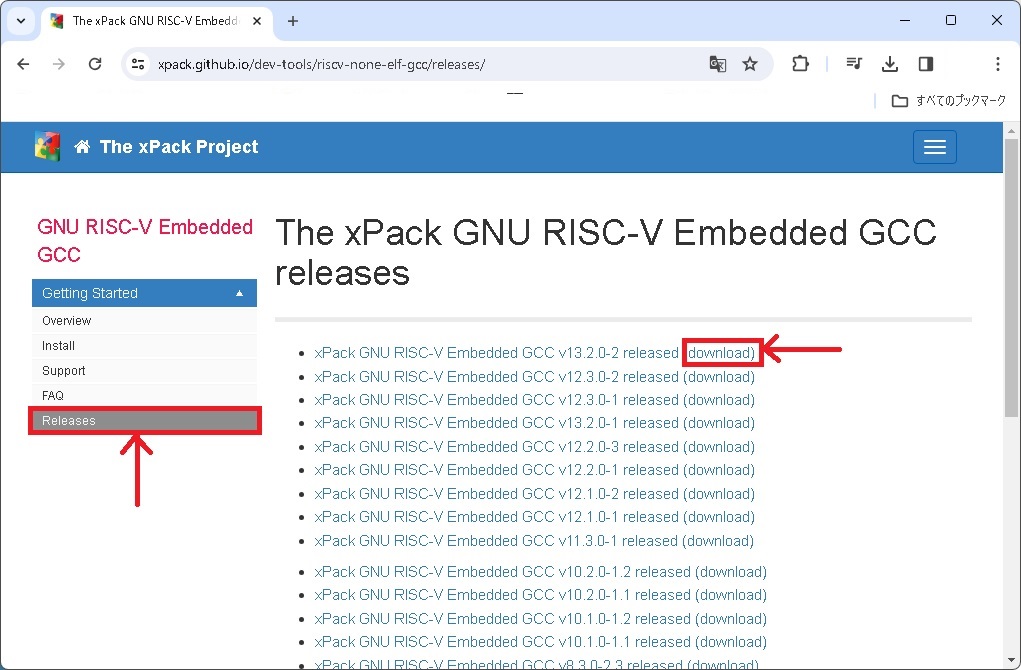 The xPack GNU RISC-V Embedd
xpack.github.io/dev-tools/riscv-none-elf-gcc/releases/
すべてのブックマーク
The xPack Project
GNU RISC-V Embedded
GCC
Getting Started
Overview
Install
Support
FAQ
Releases
The xPack GNU RISC-V Embedded GCC
releases
xPack GNU RISC-V Embedded GCC v13.2.0-2 released (download)
xPack GNU RISC-V Embedded GCC v12.3.0-2 released (download)
xPack GNU RISC-V Embedded GCC v12.3.0-1 released (download)
xPack GNU RISC-V Embedded GCC v13.2.0-1 released (download)
xPack GNU RISC-V Embedded GCC v12.2.0-3 released (download)
xPack GNU RISC-V Embedded GCC v12.2.0-1 released (download)
xPack GNU RISC-V Embedded GCC v12.1.0-2 released (download)
xPack GNU RISC-V Embedded GCC v12.1.0-1 released (download)
xPack GNU RISC-V Embedded GCC v11.3.0-1 released (download)
xPack GNU RISC-V Embedded GCC v10.2.0-1.2 released (download)
xPack GNU RISC-V Embedded GCC v10.2.0-1.1 released (download)
xPack GNU RISC-V Embedded GCC v10.1.0-1.2 released (download)
xPack GNU RISC-V Embedded GCC v10.1.0-1.1 released (download)
xPack GNU RISC-V Embedded GCC v8.3.0-2.3 released (download)